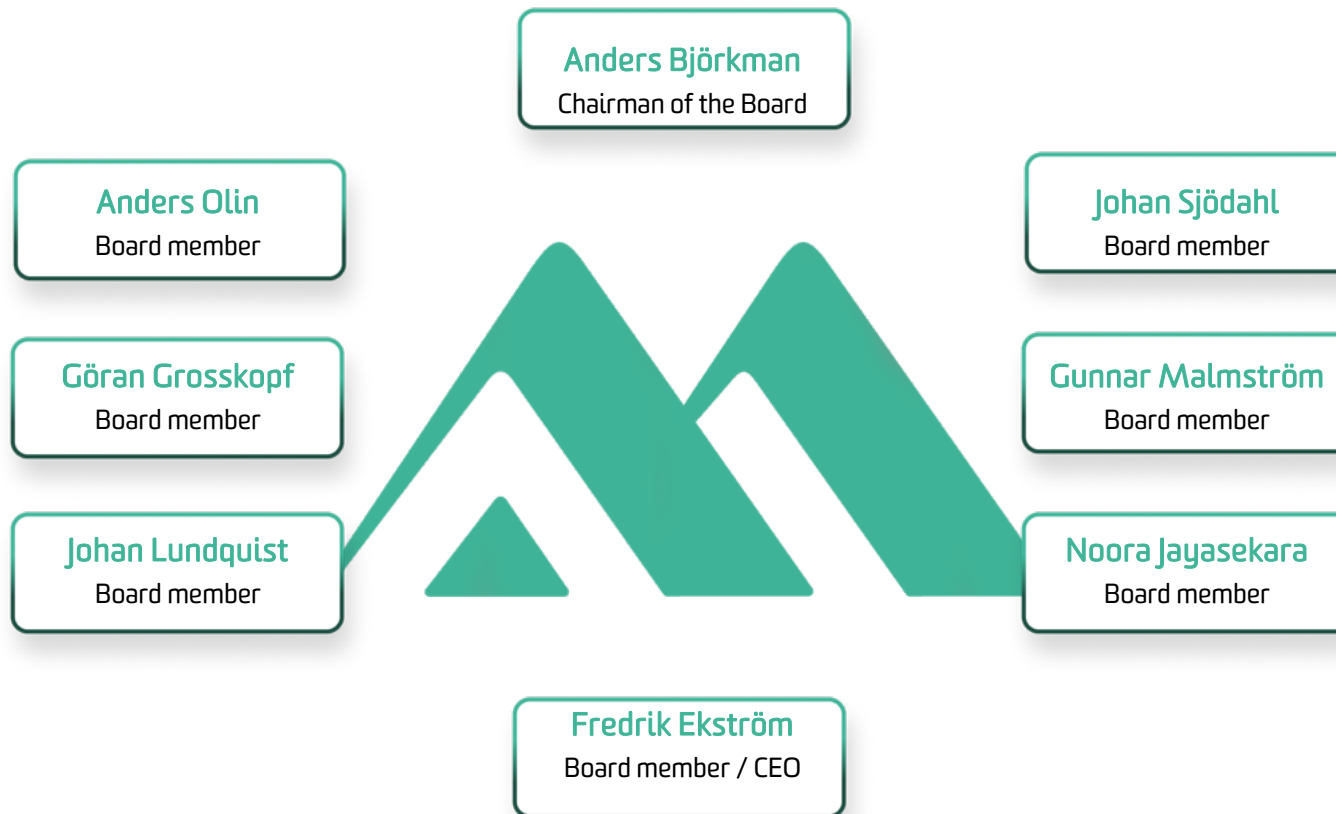 Anders Björkman
Chairman of the Board
Anders Olin
Board member
Johan Sjödahl
Board member
Göran Grosskopf
Board member
Gunnar Malmström
Board member
Johan Lundquist
Board member
Noora Jayasekara
Board member
Fredrik Ekström
Board member / CEO